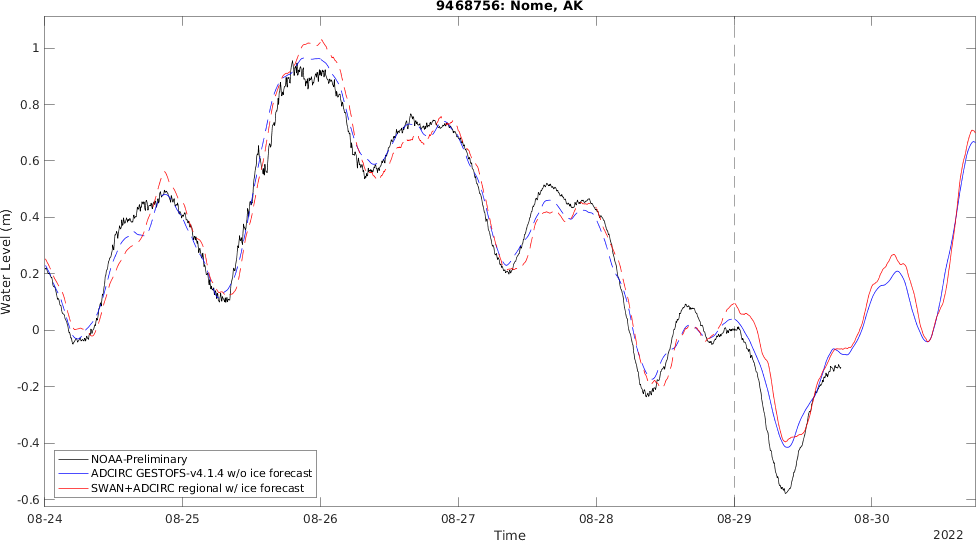 9468756: Nome, AK
Water Level (m)
1
0.8
0.6
0.4
0.2
0
-0.2
-0.4
-0.6
NOAA-Preliminary
ADCIRC GESTOFS-v4.1.4 w/o ice forecast
SWAN+ADCIRC regional w/ ice forecast
08-24 08-25 08-26 08-27 08-28 08-29 08-30
Time
2022